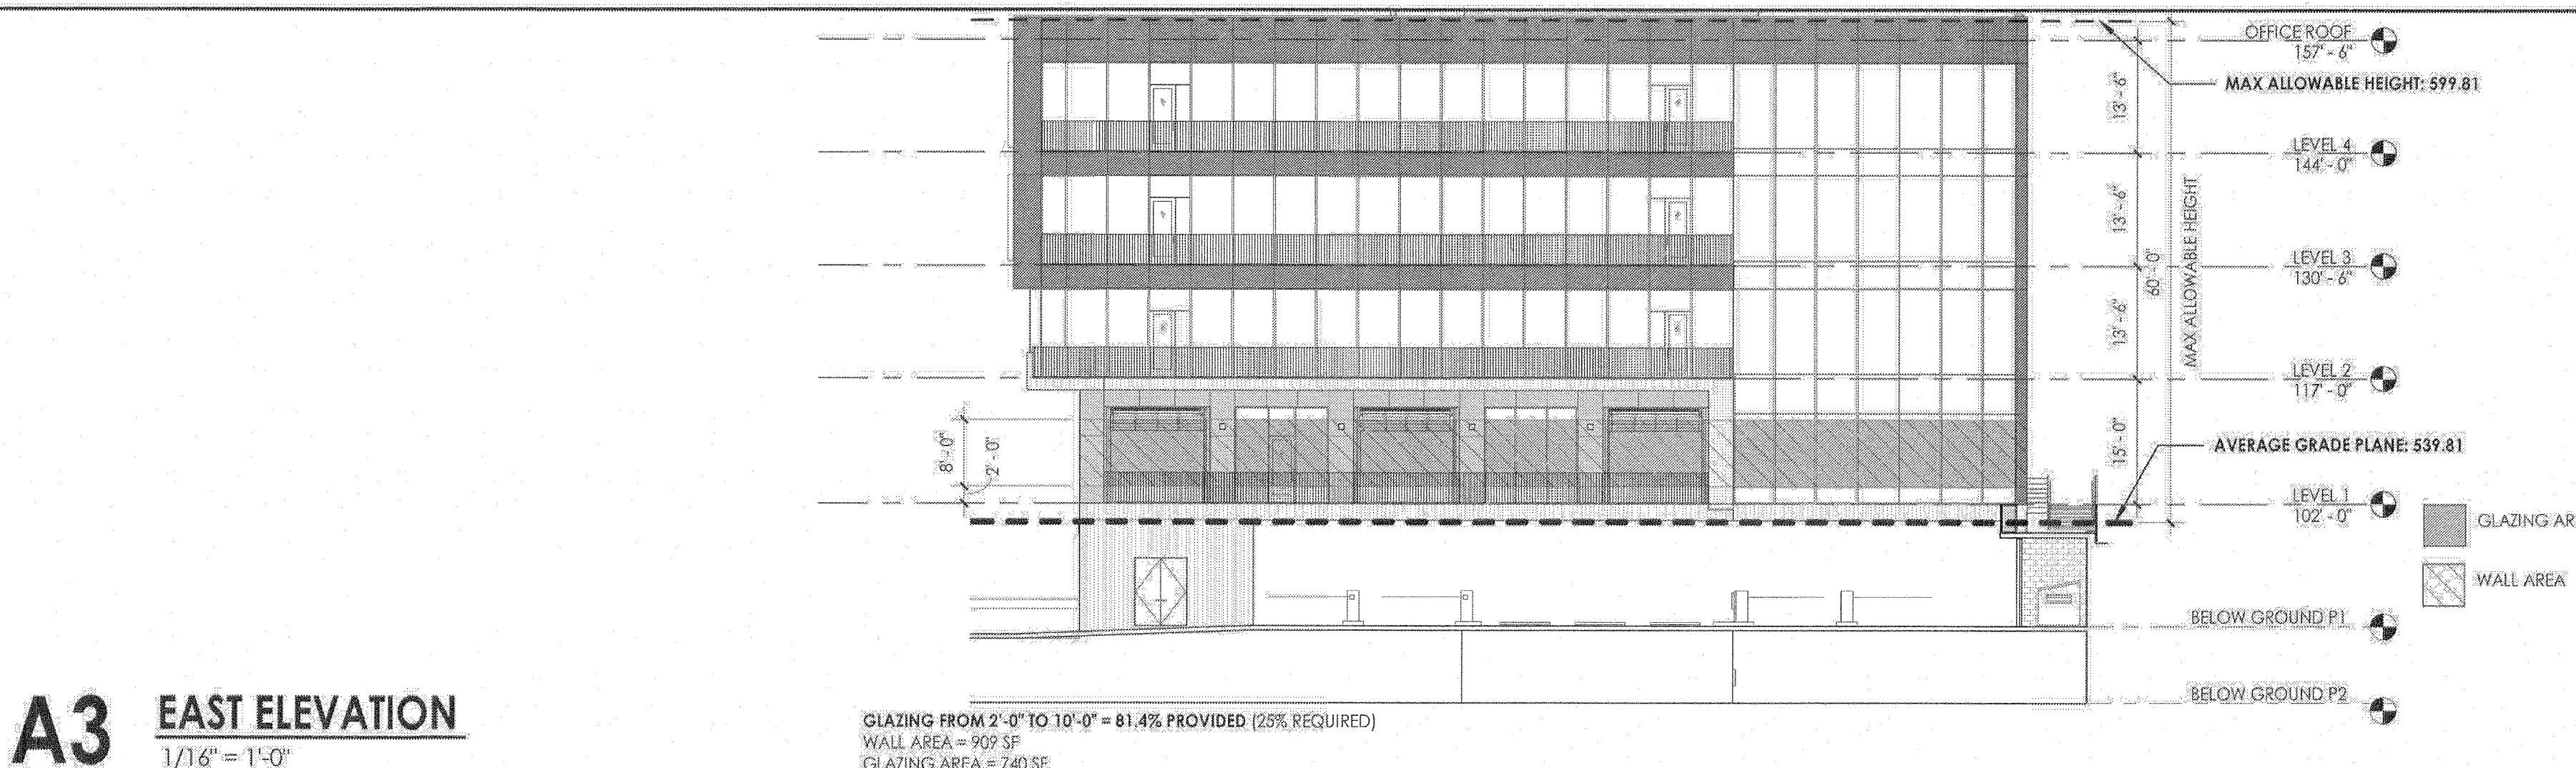 OFFICE ROOF
157' - 6"
MAX ALLOWABLE HEIGHT: 599.81
13' - 6"
LEVEL 4
144' - 0"
13' - 6"
LEVEL 3
130' - 6"
60' - 0"
MAX ALLOWABLE HEIGHT
13' - 6"
LEVEL 2
117' - 0"
8' - 0"
2' - 0"
15' - 0"
AVERAGE GRADE PLANE: 539.81
LEVEL 1
102' - 0"
GLAZING AR
WALL AREA
BELOW GROUND P1
BELOW GROUND P2
A3
EAST ELEVATION
1/16" = 1'-0"
GLAZING FROM 2'-0" TO 10'-0" = 81.4% PROVIDED (25% REQUIRED)
WALL AREA = 909 SF
GLAZING AREA = 740 SF